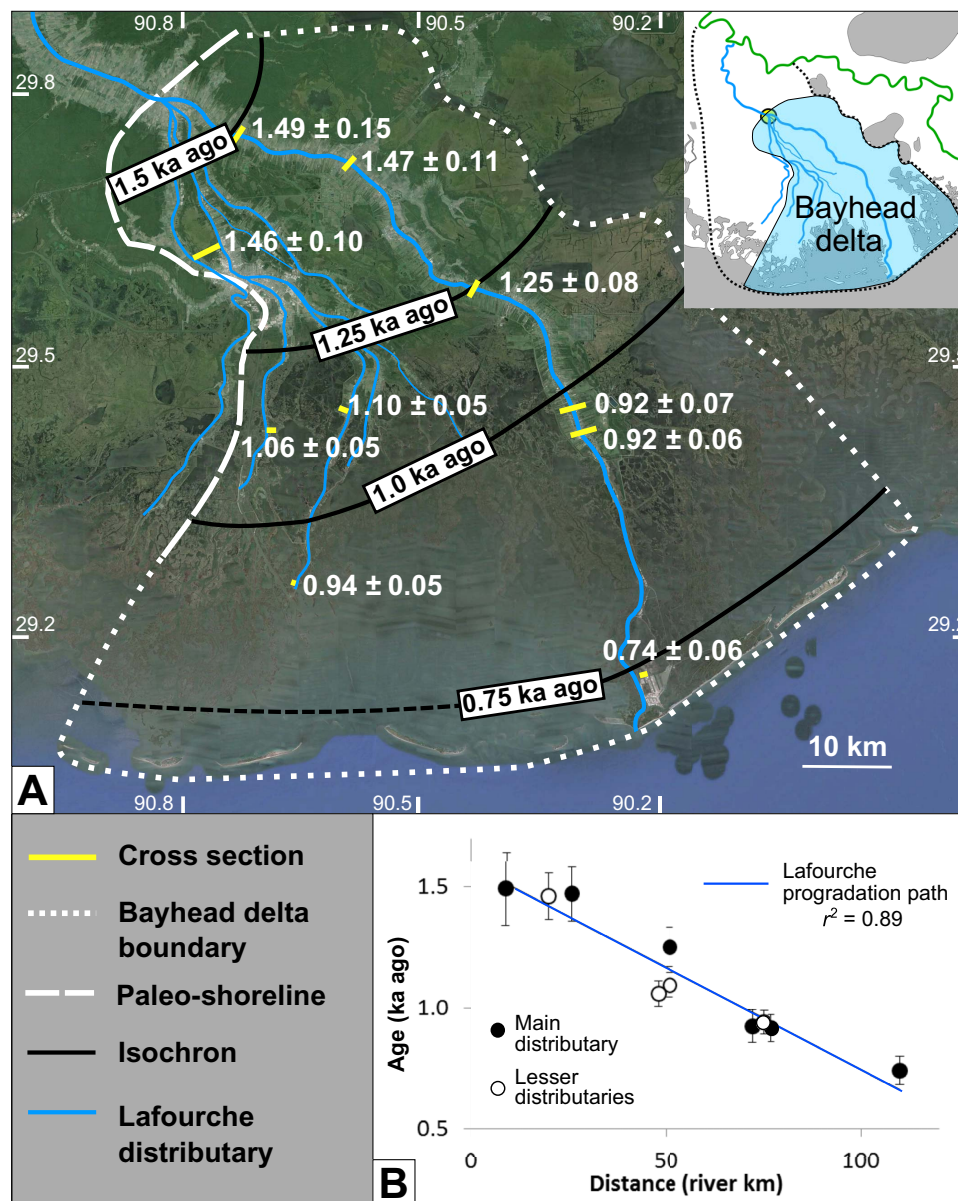 90.8
90.5
90.2
29.8
1.49 ± 0.15
1.47 ± 0.11
1.5 ka ago
1.46 ± 0.10
1.25 ± 0.08
1.25 ka ago
29.5
29.5
1.10 ± 0.05
0.92 ± 0.07
1.06 ± 0.05
0.92 ± 0.06
1.0 ka ago
0.94 ± 0.05
29.2
29.2
0.74 ± 0.06
0.75 ka ago
10 km
A
90.8
90.5
90.2
Bayhead
delta
Cross section
Bayhead delta
boundary
Paleo-shoreline
Isochron
Lafourche
distributary
B
Age (ka ago)
1.5
1.0
0.5
0
50
100
Distance (river km)
Lafourche
progradation path
r² = 0.89
Main
distributary
Lesser
distributaries